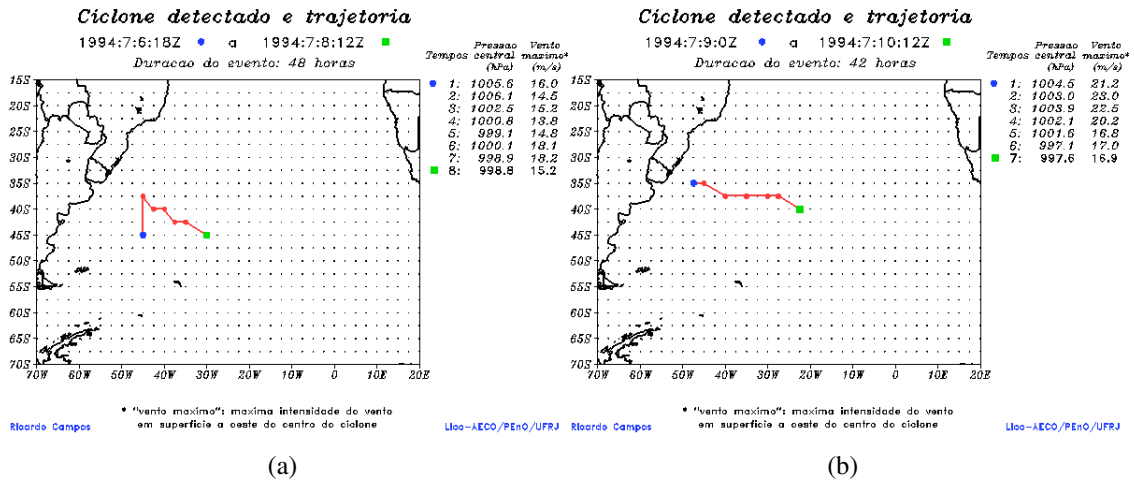 Ciclone detectado e trajetoria
1994:7:6:18Z a 1994:7:8:12Z
Duracao do evento: 48 horas
Tempos Pressao central (hPa) Vento maximo* (m/s)
1: 1005.6 16.0
2: 1006.1 14.5
3: 1002.5 15.2
4: 1000.8 13.8
5: 999.1 14.8
6: 1000.1 18.1
7: 998.9 18.2
8: 998.8 15.2
15S
20S
25S
30S
35S
40S
45S
50S
55S
60S
65S
70S
70W 60W 50W 40W 30W 20W 10W 0 10E 20E
* "vento maximo": maxima intensidade do vento
em superficie a oeste do centro do ciclone
Ricardo Campos Lioc-AECO/PEnO/UFRJ
(a)
Ciclone detectado e trajetoria
1994:7:9:0Z a 1994:7:10:12Z
Duracao do evento: 42 horas
Tempos Pressao central (hPa) Vento maximo* (m/s)
1: 1004.5 21.2
2: 1003.0 23.0
3: 1003.9 22.5
4: 1002.1 20.2
5: 1001.6 16.8
6: 997.1 17.0
7: 997.6 16.9
15S
20S
25S
30S
35S
40S
45S
50S
55S
60S
65S
70S
70W 60W 50W 40W 30W 20W 10W 0 10E 20E
* "vento maximo": maxima intensidade do vento
em superficie a oeste do centro do ciclone
Ricardo Campos Lioc-AECO/PEnO/UFRJ
(b)